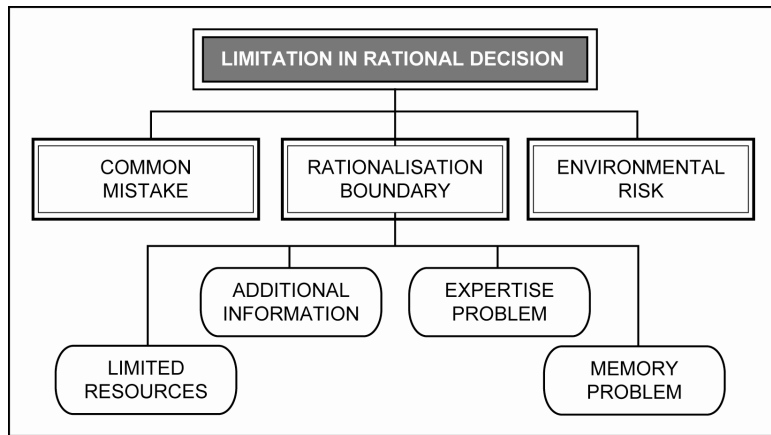 LIMITATION IN RATIONAL DECISION
COMMON
MISTAKE
RATIONALISATION
BOUNDARY
ENVIRONMENTAL
RISK
ADDITIONAL
INFORMATION
EXPERTISE
PROBLEM
LIMITED
RESOURCES
MEMORY
PROBLEM